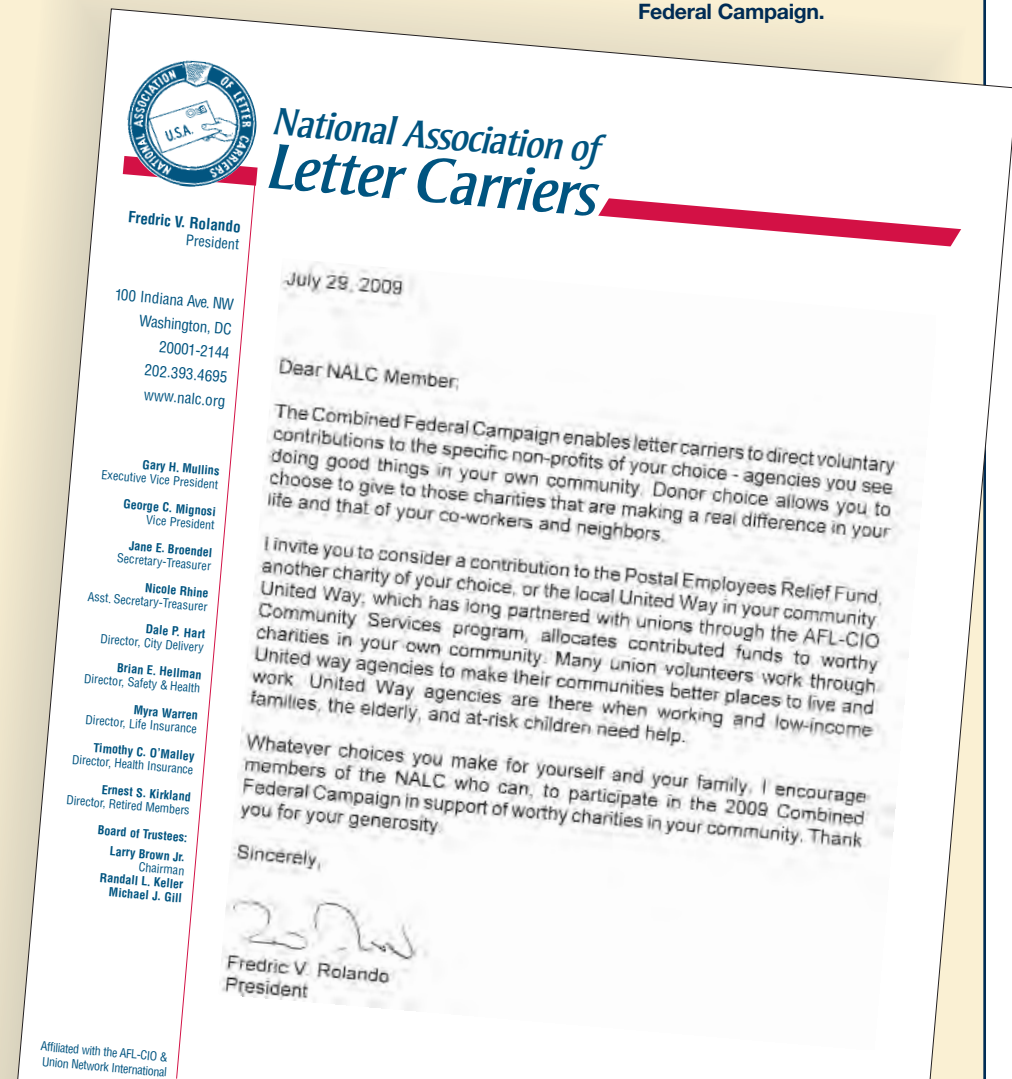 Federal Campaign.
NATIONAL ASSOCIATION OF LETTER CARRIERS
U.S.A.
National Association of
Letter Carriers
Fredric V. Rolando
President
100 Indiana Ave. NW
Washington, DC
20001-2144
202.393.4695
www.nalc.org
Gary H. Mullins
Executive Vice President
George C. Mignosi
Vice President
Jane E. Broendel
Secretary-Treasurer
Nicole Rhine
Asst. Secretary-Treasurer
Dale P. Hart
Director, City Delivery
Brian E. Hellman
Director, Safety & Health
Myra Warren
Director, Life Insurance
Timothy C. O'Malley
Director, Health Insurance
Ernest S. Kirkland
Director, Retired Members
Board of Trustees:
Larry Brown Jr.
Chairman
Randall L. Keller
Michael J. Gill
Affiliated with the AFL-CIO &
Union Network International
July 29, 2009
Dear NALC Member;
The Combined Federal Campaign enables letter carriers to direct voluntary
contributions to the specific non-profits of your choice - agencies you see
doing good things in your own community. Donor choice allows you to
choose to give to those charities that are making a real difference in your
life and that of your co-workers and neighbors.
I invite you to consider a contribution to the Postal Employees Relief Fund,
another charity of your choice, or the local United Way in your community.
United Way, which has long partnered with unions through the AFL-CIO
Community Services program, allocates contributed funds to worthy
charities in your own community. Many union volunteers work through
United way agencies to make their communities better places to live and
work. United Way agencies are there when working and low-income
families, the elderly, and at-risk children need help.
Whatever choices you make for yourself and your family, I encourage
members of the NALC who can, to participate in the 2009 Combined
Federal Campaign in support of worthy charities in your community. Thank
you for your generosity.
Sincerely,
Fredric V. Rolando
President